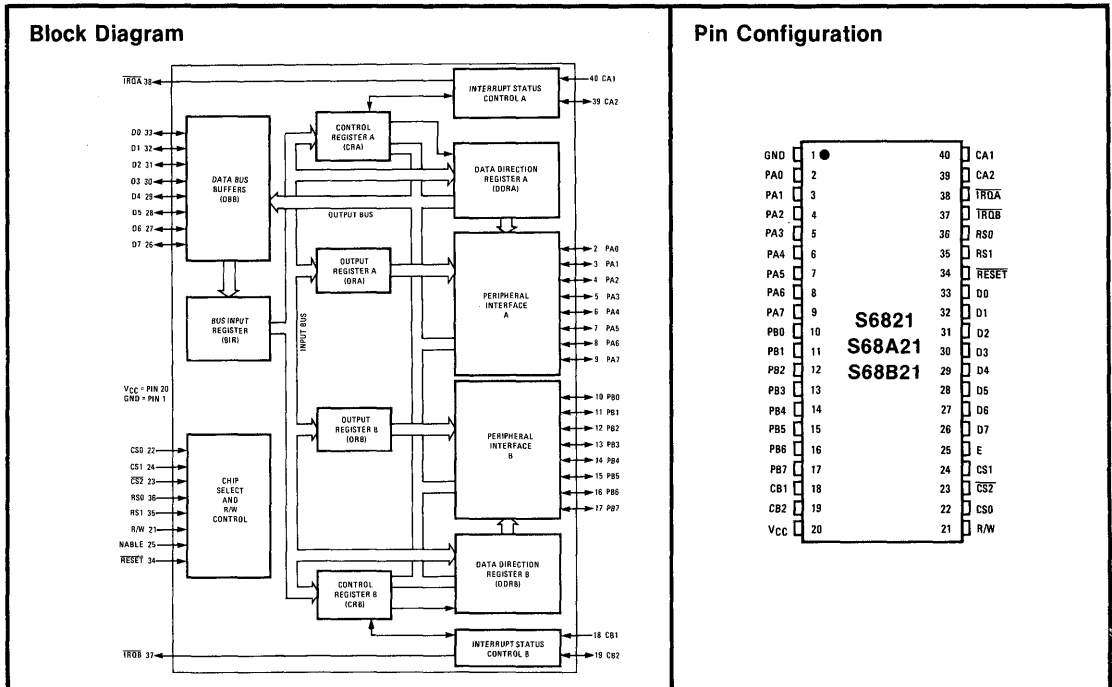 Block Diagram
IRQA 38
D0 33
D1 32
D2 31
D3 30
D4 29
D5 28
D6 27
D7 26
DATA BUS
BUFFERS
(DBB)
BUS INPUT
REGISTER
(BIR)
VCC = PIN 20
GND = PIN 1
CS0 22
CS1 24
CS2 23
RS0 36
RS1 35
R/W 21
NABLE 25
RESET 34
CHIP
SELECT
AND
R/W
CONTROL
IRQB 37
CONTROL
REGISTER A
(CRA)
OUTPUT BUS
OUTPUT
REGISTER A
(ORA)
INPUT BUS
OUTPUT
REGISTER B
(ORB)
CONTROL
REGISTER B
(CRB)
INTERRUPT STATUS
CONTROL A
DATA DIRECTION
REGISTER A
(DDRA)
PERIPHERAL
INTERFACE
A
PERIPHERAL
INTERFACE
B
DATA DIRECTION
REGISTER B
(DDRB)
INTERRUPT STATUS
CONTROL B
40 CA1
39 CA2
2 PA0
3 PA1
4 PA2
5 PA3
6 PA4
7 PA5
8 PA6
9 PA7
10 PB0
11 PB1
12 PB2
13 PB3
14 PB4
15 PB5
16 PB6
17 PB7
18 CB1
19 CB2
Pin Configuration
GND 1 40 CA1
PA0 2 39 CA2
PA1 3 38 IRQA
PA2 4 37 IRQB
PA3 5 36 RS0
PA4 6 35 RS1
PA5 7 34 RESET
PA6 8 33 D0
PA7 9 32 D1
PB0 10 31 D2
PB1 11 30 D3
PB2 12 29 D4
PB3 13 28 D5
PB4 14 27 D6
PB5 15 26 D7
PB6 16 25 E
PB7 17 24 CS1
CB1 18 23 CS2
CB2 19 22 CS0
VCC 20 21 R/W
S6821
S68A21
S68B21